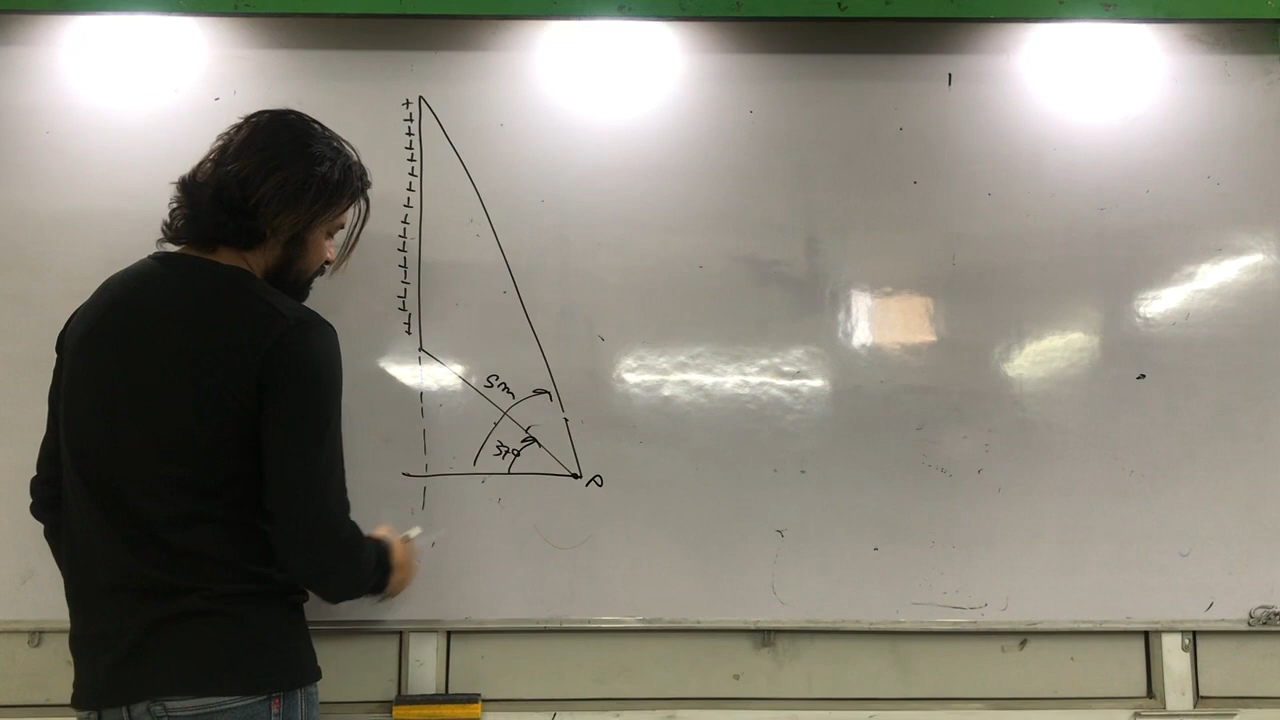 + + + + + + + + + + + + + + + +
5m
37°
P